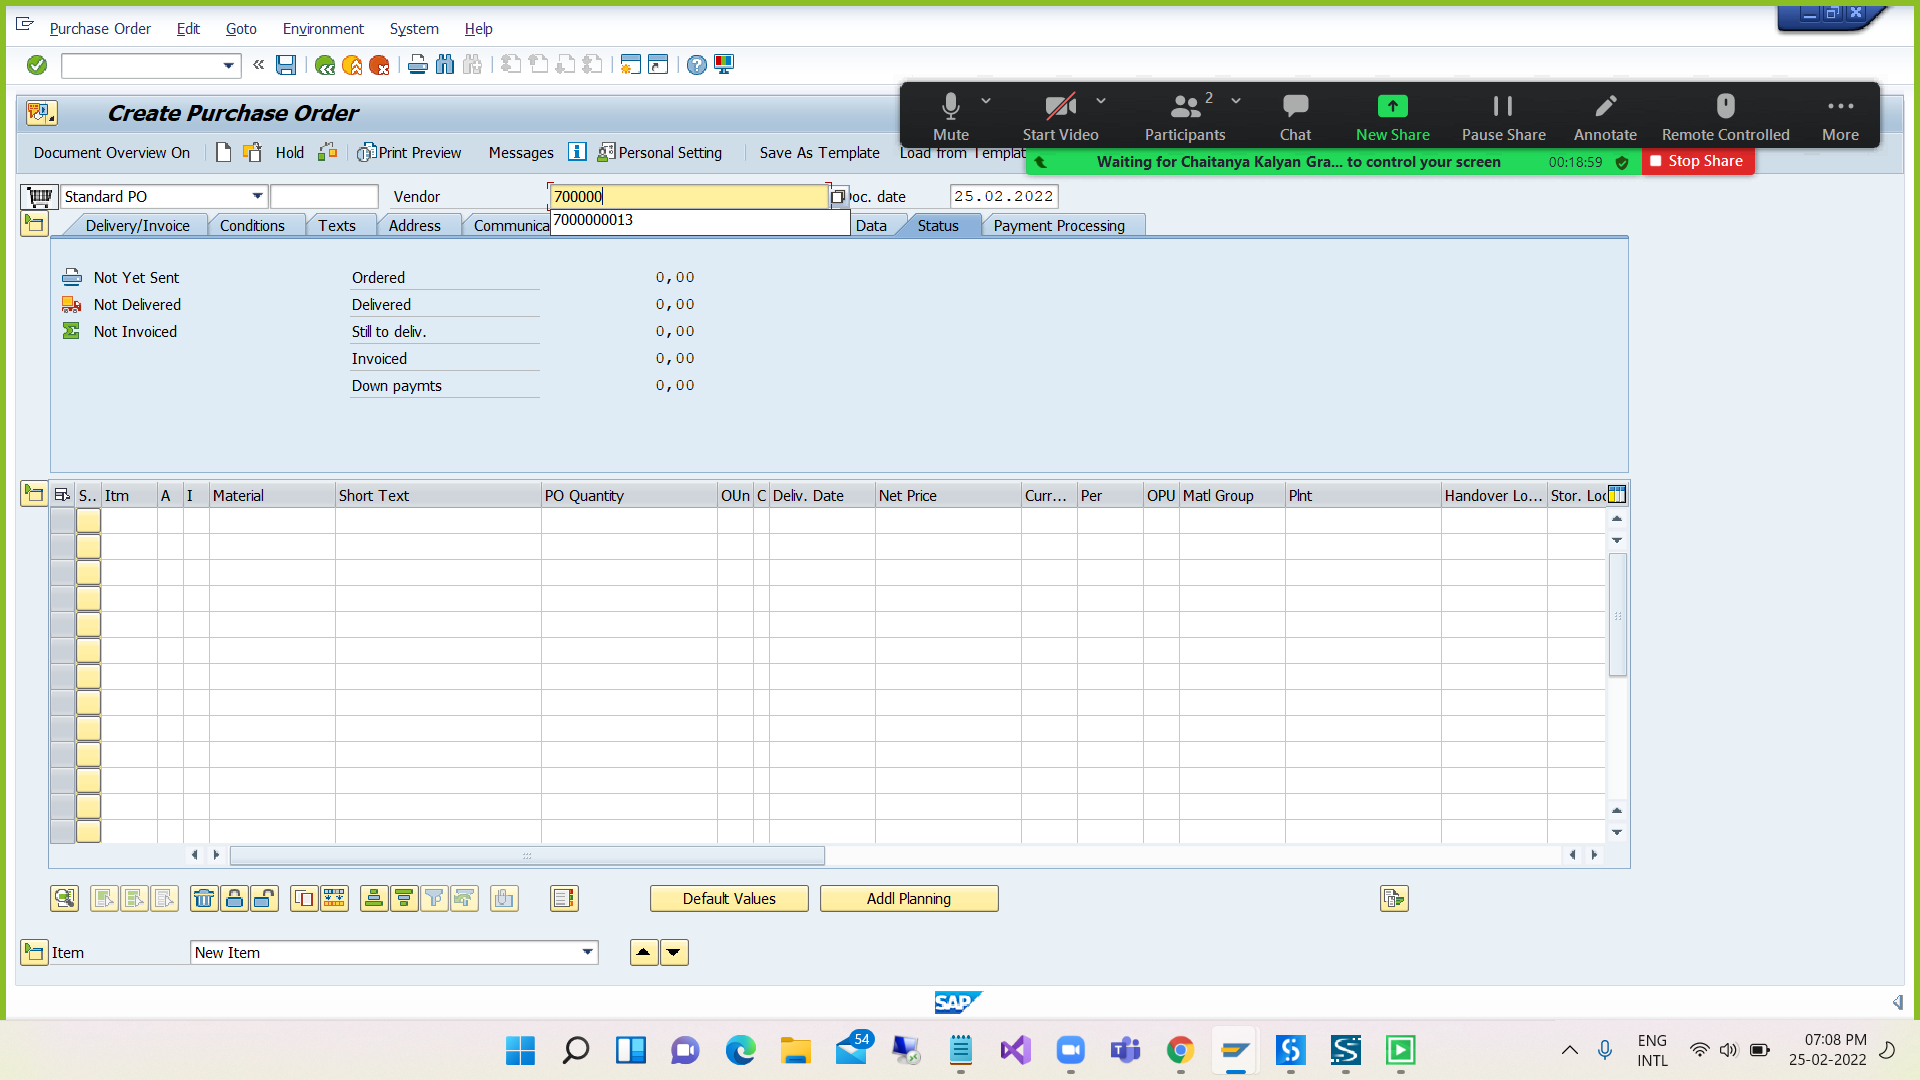 Purchase Order Edit Goto Environment System Help
Create Purchase Order
Mute Start Video Participants 2 Chat New Share Pause Share Annotate Remote Controlled More
Document Overview On Hold Print Preview Messages Personal Setting Save As Template Load from Templat
Waiting for Chaitanya Kalyan Gra... to control your screen 00:18:59 Stop Share
Standard PO Vendor 700000 Doc. date 25.02.2022
7000000013
Delivery/Invoice Conditions Texts Address Communica Data Status Payment Processing
Not Yet Sent Ordered 0,00
Not Delivered Delivered 0,00
Not Invoiced Still to deliv. 0,00
Invoiced 0,00
Down paymts 0,00
S.. Itm A I Material Short Text PO Quantity OUn C Deliv. Date Net Price Curr... Per OPU Matl Group Plnt Handover Lo... Stor. Loc
Default Values Addl Planning
Item New Item
SAP
54
ENG 07:08 PM
INTL 25-02-2022